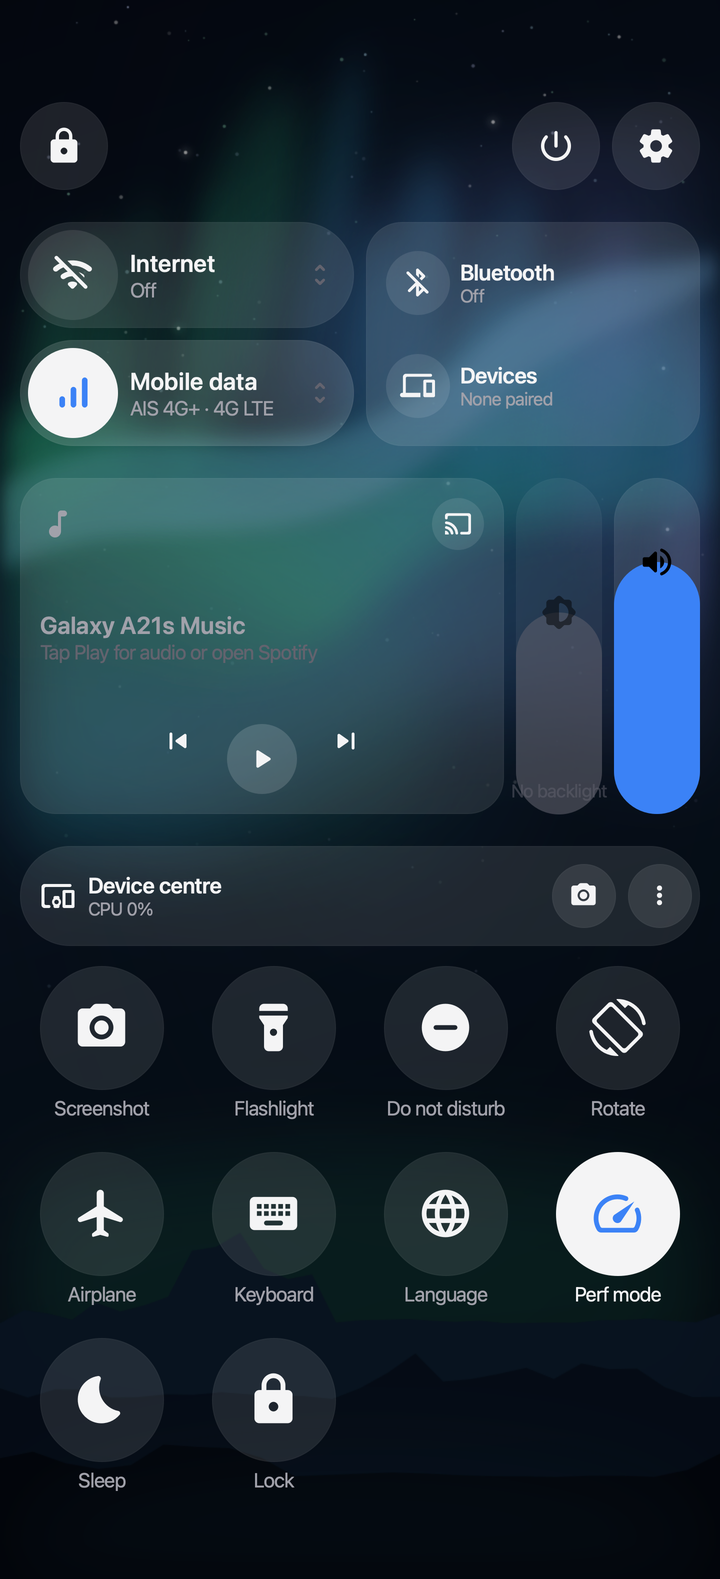 Internet
Off
Bluetooth
Off
Mobile data
AIS 4G+ · 4G LTE
Devices
None paired
Galaxy A21s Music
Tap Play for audio or open Spotify
No backlight
Device centre
CPU 0%
Screenshot
Flashlight
Do not disturb
Rotate
Airplane
Keyboard
Language
Perf mode
Sleep
Lock